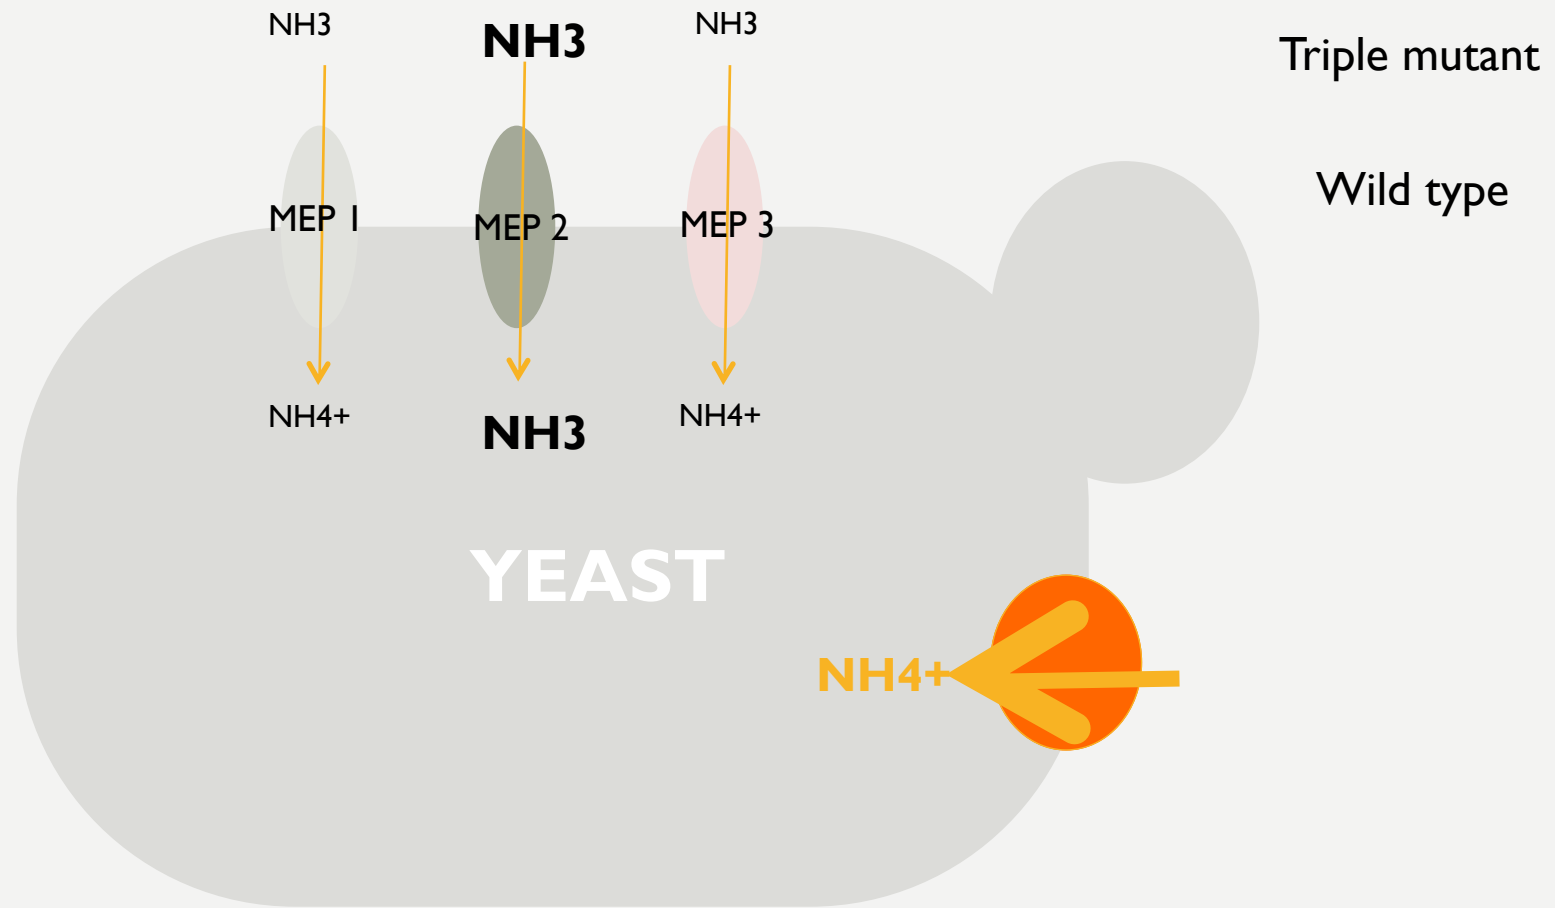 NH3
NH3
NH3
Triple mutant
Wild type
MEP 1
MEP 2
MEP 3
NH4+
NH3
NH4+
YEAST
NH4+